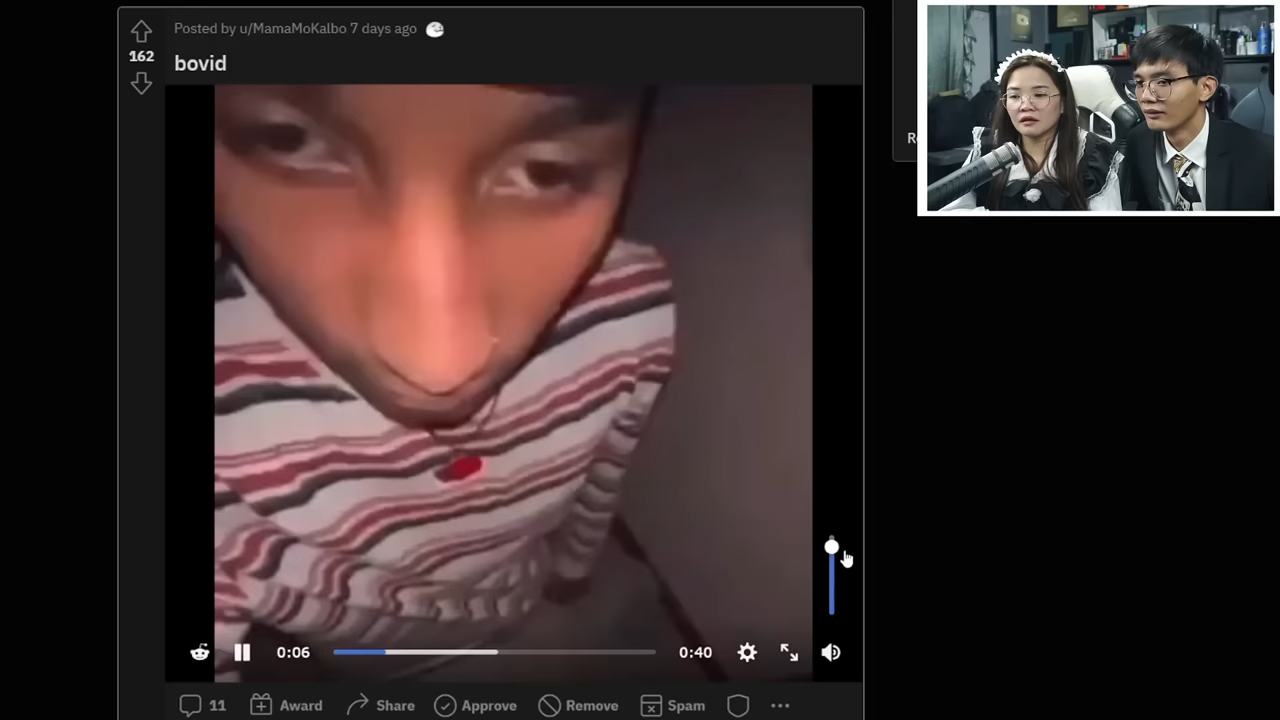 Posted by u/MamaMoKalbo 7 days ago
162
bovid
0:06
0:40
11
Award
Share
Approve
Remove
Spam